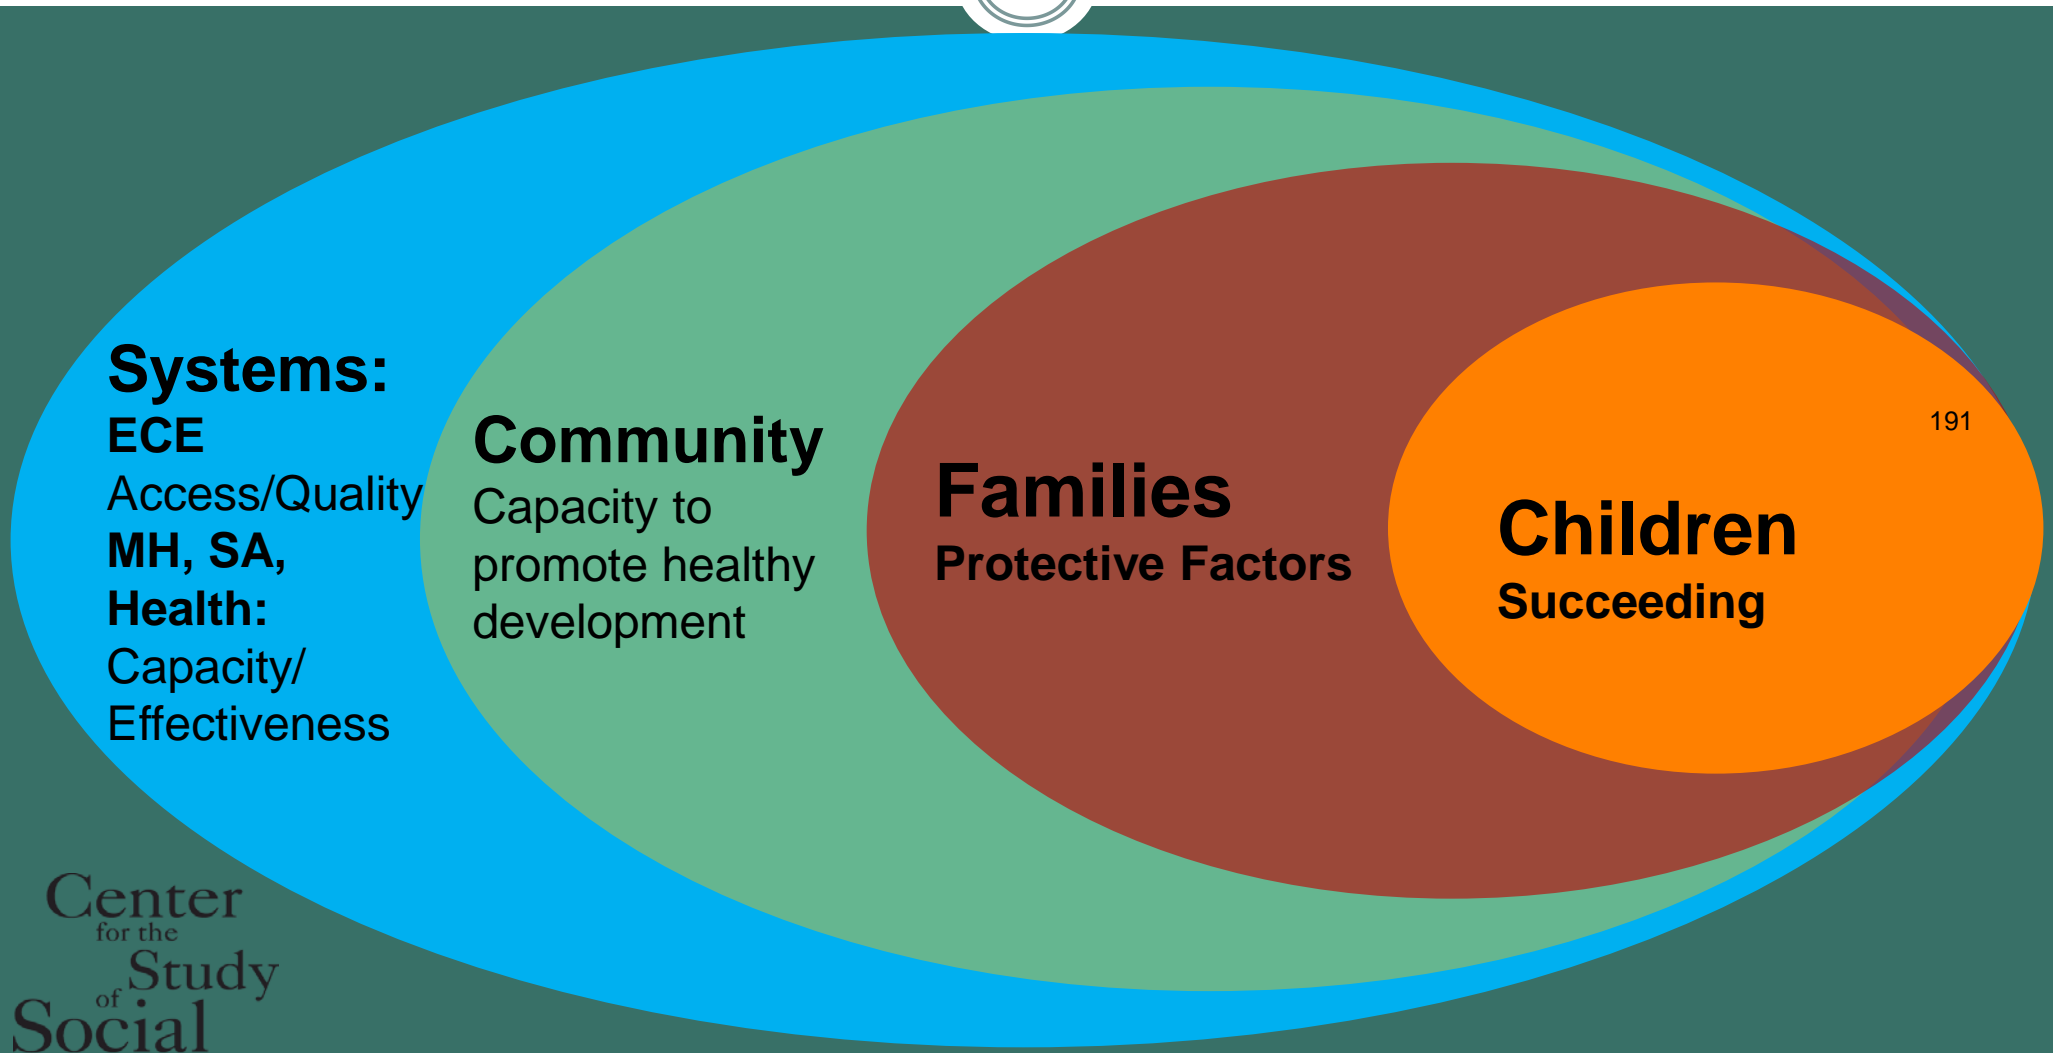 Systems:
ECE
Access/Quality
MH, SA,
Health:
Capacity/
Effectiveness
Community
Capacity to
promote healthy
development
Families
Protective Factors
Children
Succeeding
191
Center
for the
Study
of
Social